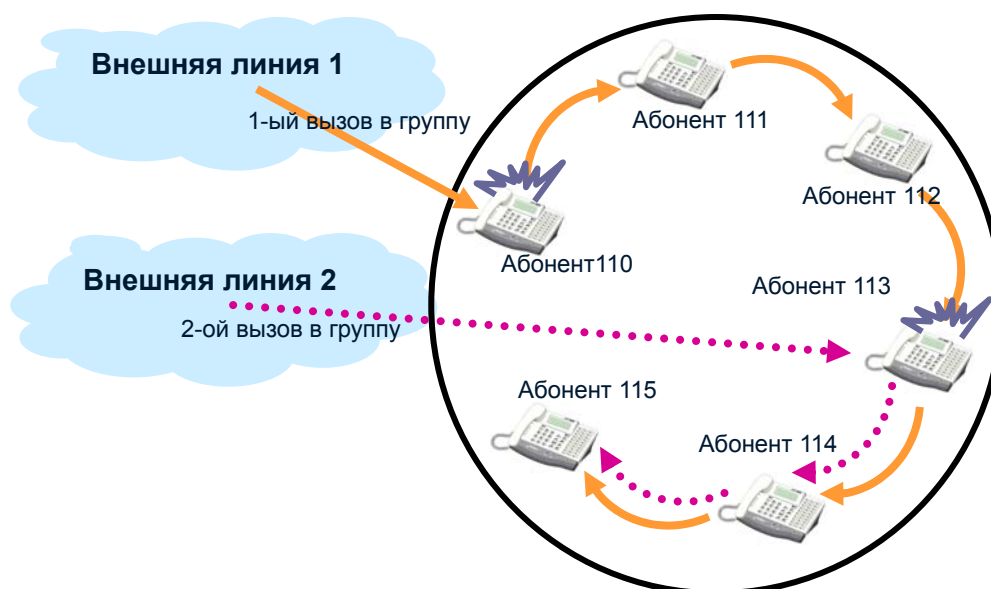 Внешняя линия 1
1-ый вызов в группу
Абонент 111
Абонент 112
Абонент110
Внешняя линия 2
Абонент 113
2-ой вызов в группу
Абонент 115
Абонент 114